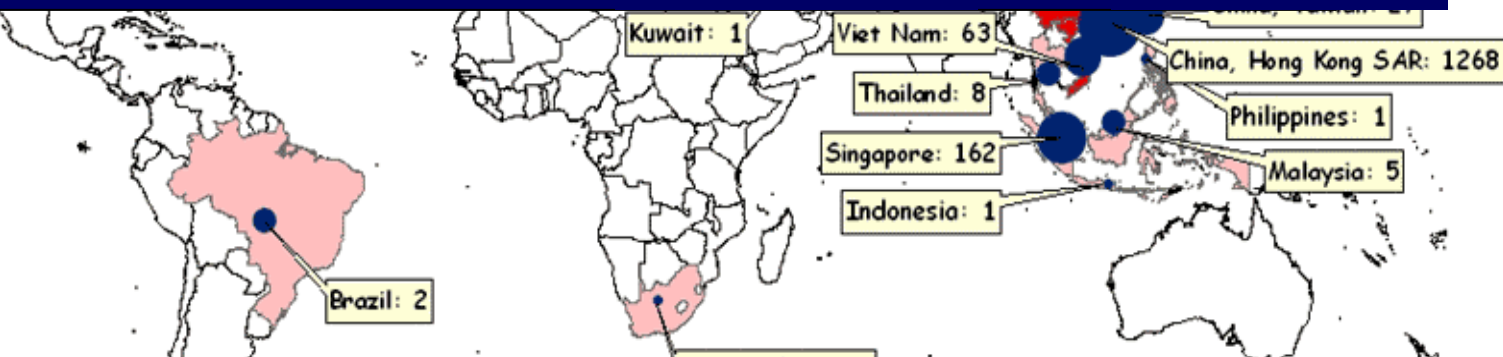 Kuwait: 1
Viet Nam: 63
China, Hong Kong SAR: 1268
Thailand: 8
Philippines: 1
Singapore: 162
Malaysia: 5
Indonesia: 1
Brazil: 2